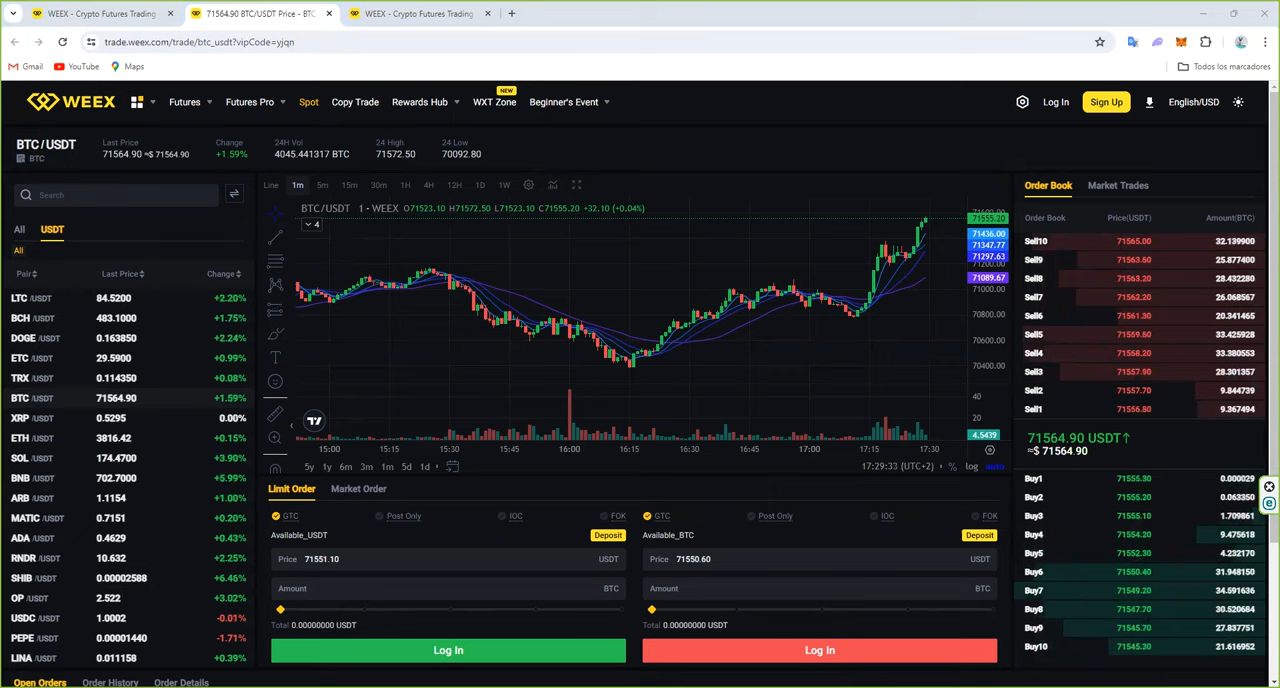 WEEX - Crypto Futures Trading
71564.90 BTC/USDT Price - BTC
WEEX - Crypto Futures Trading
trade.weex.com/trade/btc_usdt?vipCode=yjqn
Gmail YouTube Maps Todos los marcadores
WEEX Futures Futures Pro Spot Copy Trade Rewards Hub WXT Zone NEW Beginner's Event Log In Sign Up English/USD
BTC/USDT
BTC
Last Price
71564.90 ≈$ 71564.90
Change
+1.59%
24H Vol
4045.441317 BTC
24 High
71572.50
24 Low
70092.80
Search
All USDT
All
Pair Last Price Change
LTC /USDT 84.5200 +2.20%
BCH /USDT 483.1000 +1.75%
DOGE /USDT 0.163850 +2.24%
ETC /USDT 29.5900 +0.99%
TRX /USDT 0.114350 +0.08%
BTC /USDT 71564.90 +1.59%
XRP /USDT 0.5295 0.00%
ETH /USDT 3816.42 +0.15%
SOL /USDT 174.4700 +3.90%
BNB /USDT 702.7000 +5.99%
ARB /USDT 1.1154 +1.00%
MATIC /USDT 0.7151 +0.20%
ADA /USDT 0.4629 +0.43%
RNDR /USDT 10.632 +2.25%
SHIB /USDT 0.00002588 +6.46%
OP /USDT 2.522 +3.02%
USDC /USDT 1.0002 -0.01%
PEPE /USDT 0.00001440 -1.71%
LINA /USDT 0.011158 +0.39%
Line 1m 5m 15m 30m 1H 4H 12H 1D 1W
BTC/USDT · 1 · WEEX O71523.10 H71572.50 L71523.10 C71555.20 +32.10 (+0.04%)
4
71555.20
71436.00
71347.77
71297.63
71200.00
71089.67
71000.00
70800.00
70600.00
70400.00
40
20
4.5439
15:00 15:15 15:30 15:45 16:00 16:15 16:30 16:45 17:00 17:15 17:30
5y 1y 6m 3m 1m 5d 1d 17:29:33 (UTC+2) % log auto
Limit Order Market Order
GTC Post Only IOC FOK
Available_USDT Deposit
Price 71551.10 USDT
Amount BTC
Total 0.00000000 USDT
Log In
GTC Post Only IOC FOK
Available_BTC Deposit
Price 71550.60 USDT
Amount BTC
Total 0.00000000 USDT
Log In
Order Book Market Trades
Order Book Price(USDT) Amount(BTC)
Sell10 71565.00 32.139900
Sell9 71563.60 25.877400
Sell8 71563.20 28.432280
Sell7 71562.20 26.068567
Sell6 71561.30 20.341465
Sell5 71559.60 33.425928
Sell4 71558.20 33.380553
Sell3 71557.90 28.301357
Sell2 71557.70 9.844739
Sell1 71556.80 9.367494
71564.90 USDT↑
≈$ 71564.90
Buy1 71555.30 0.000029
Buy2 71555.20 0.063350
Buy3 71555.10 1.709861
Buy4 71554.20 9.475618
Buy5 71552.30 4.232170
Buy6 71550.40 31.948150
Buy7 71549.20 34.591636
Buy8 71547.70 30.520684
Buy9 71545.70 27.837751
Buy10 71545.30 21.616952
Open Orders Order History Order Details